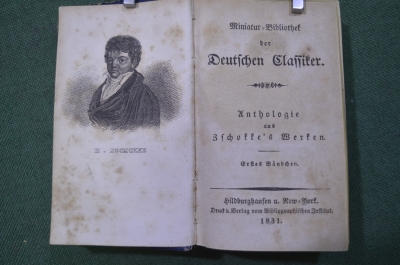 H. ZSCHOKKE
Miniatur-Bibliothek
der
Deutschen Classiker.
Anthologie
aus
Zschokke's Werken.
Erstes Bändchen.
Hildburghausen u. New-York.
Druck u. Verlag vom Bibliographischen Institut.
1831.